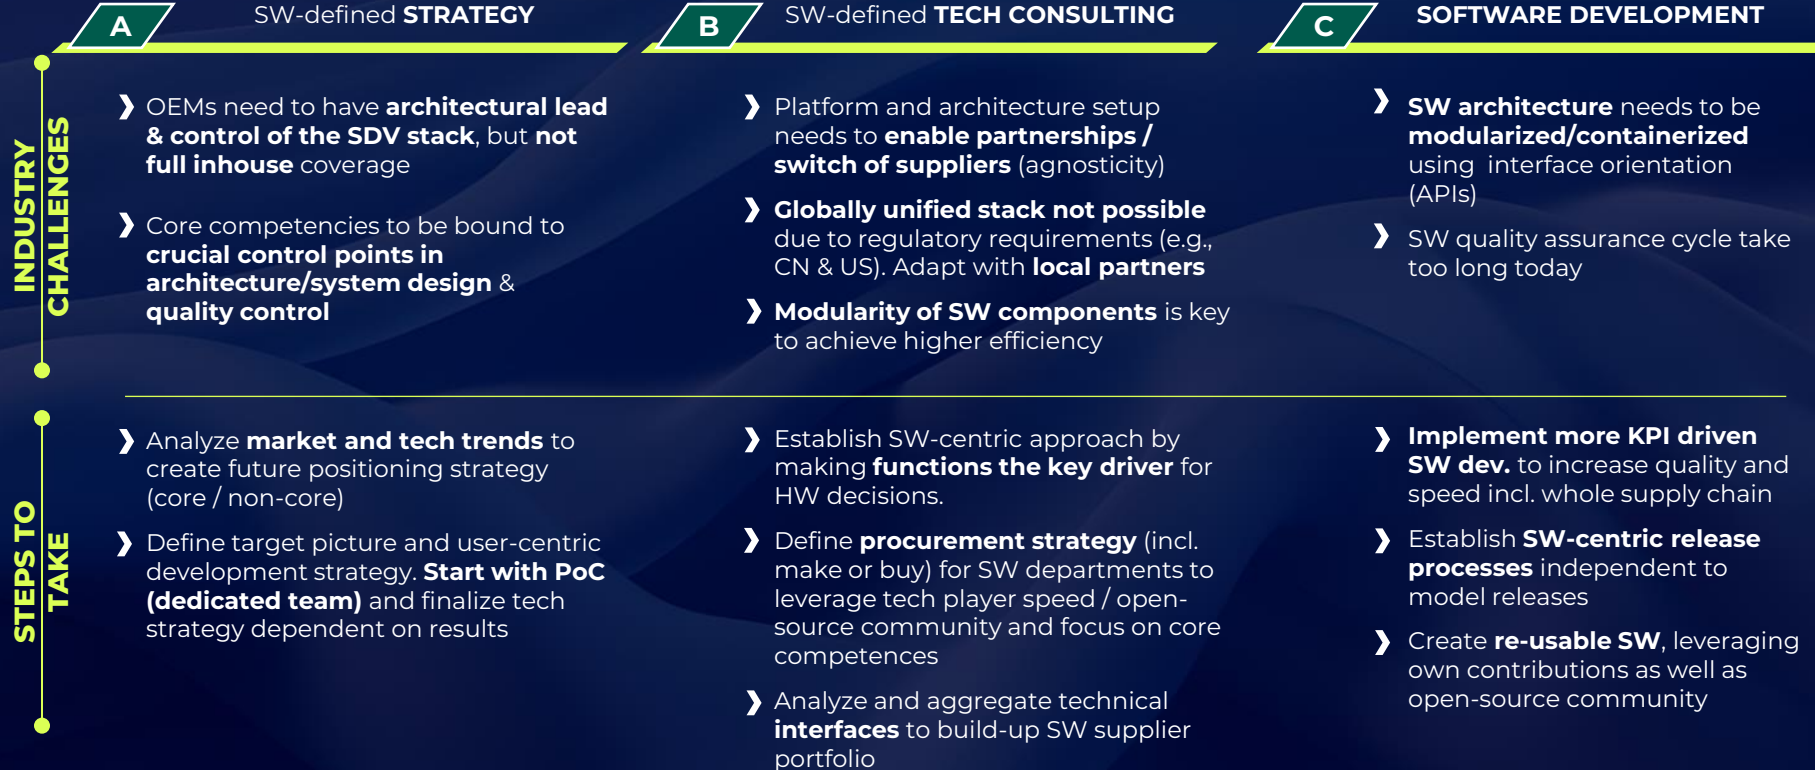 A
SW-defined STRATEGY
B
SW-defined TECH CONSULTING
C
SOFTWARE DEVELOPMENT
INDUSTRY
CHALLENGES
OEMs need to have architectural lead
& control of the SDV stack, but not
full inhouse coverage
Core competencies to be bound to
crucial control points in
architecture/system design &
quality control
Platform and architecture setup
needs to enable partnerships /
switch of suppliers (agnosticity)
Globally unified stack not possible
due to regulatory requirements (e.g.,
CN & US). Adapt with local partners
Modularity of SW components is key
to achieve higher efficiency
SW architecture needs to be
modularized/containerized
using interface orientation
(APIs)
SW quality assurance cycle take
too long today
STEPS TO
TAKE
Analyze market and tech trends to
create future positioning strategy
(core / non-core)
Define target picture and user-centric
development strategy. Start with PoC
(dedicated team) and finalize tech
strategy dependent on results
Establish SW-centric approach by
making functions the key driver for
HW decisions.
Define procurement strategy (incl.
make or buy) for SW departments to
leverage tech player speed / open-
source community and focus on core
competences
Analyze and aggregate technical
interfaces to build-up SW supplier
portfolio
Implement more KPI driven
SW dev. to increase quality and
speed incl. whole supply chain
Establish SW-centric release
processes independent to
model releases
Create re-usable SW, leveraging
own contributions as well as
open-source community